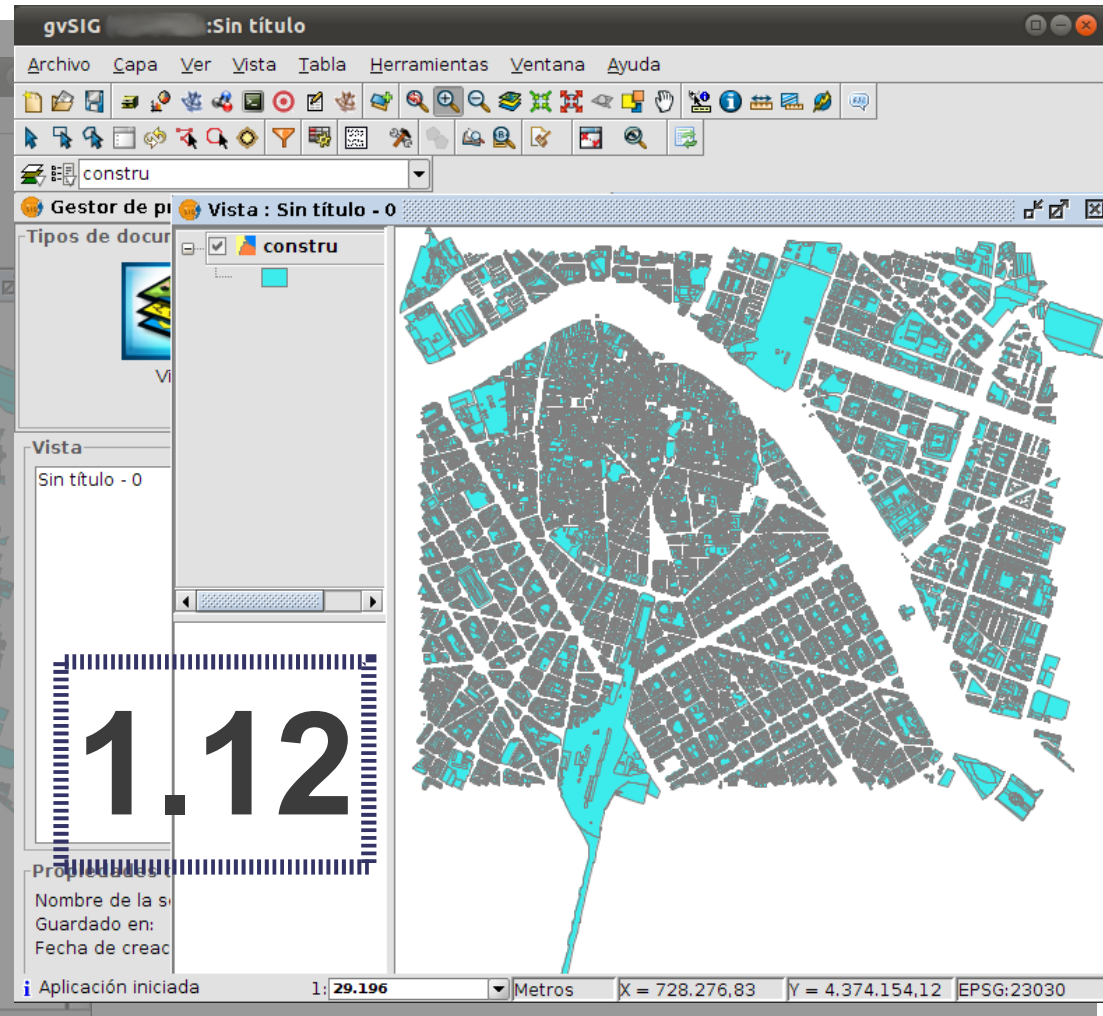 gvSIG :Sin título
Archivo Capa Ver Vista Tabla Herramientas Ventana Ayuda
constru
Gestor de
Vista : Sin título - 0
Tipos de
constru
Vista
Sin título - 0
1.12
Nombre de la
Guardado en:
Fecha de
Aplicación iniciada
1: 29.196
Metros
X = 728.276,83
Y = 4.374.154,12
EPSG:23030